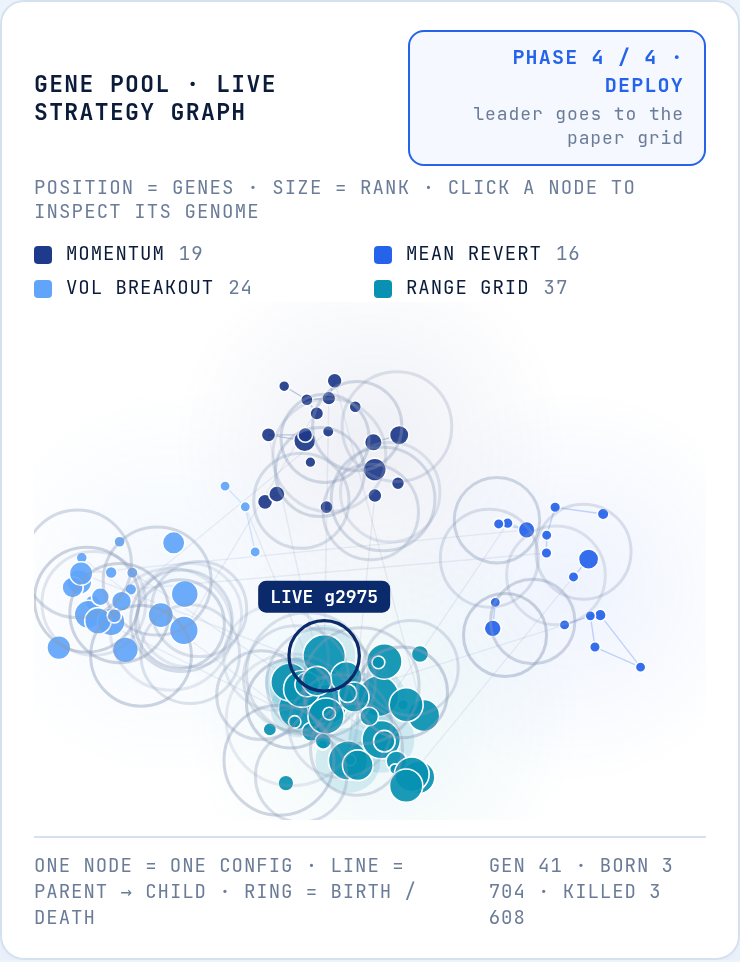 GENE POOL · LIVE
STRATEGY GRAPH
PHASE 4 / 4 ·
DEPLOY
leader goes to the
paper grid
POSITION = GENES · SIZE = RANK · CLICK A NODE TO
INSPECT ITS GENOME
MOMENTUM 19
MEAN REVERT 16
VOL BREAKOUT 24
RANGE GRID 37
LIVE g2975
ONE NODE = ONE CONFIG · LINE =
PARENT → CHILD · RING = BIRTH /
DEATH
GEN 41 · BORN 3
704 · KILLED 3
608